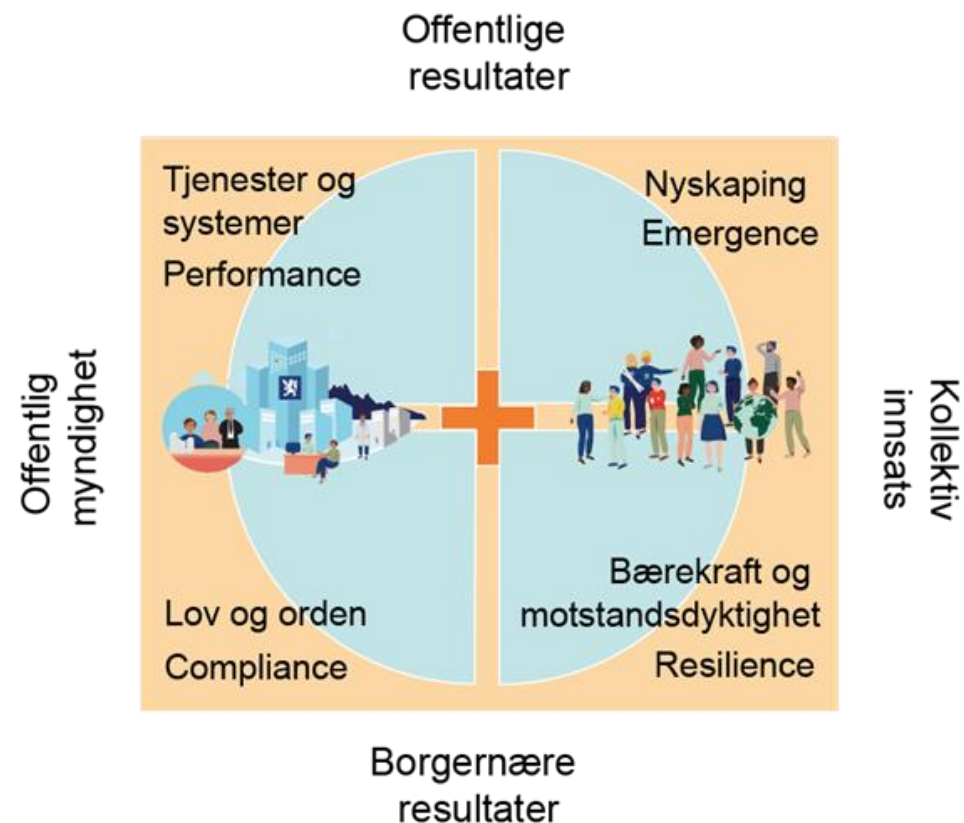 Offentlige
resultater
Tjenester og
systemer
Performance
Nyskaping
Emergence
Offentlig
myndighet
Kollektiv
innsats
Lov og orden
Compliance
Bærekraft og
motstandsdyktighet
Resilience
Borgernære
resultater